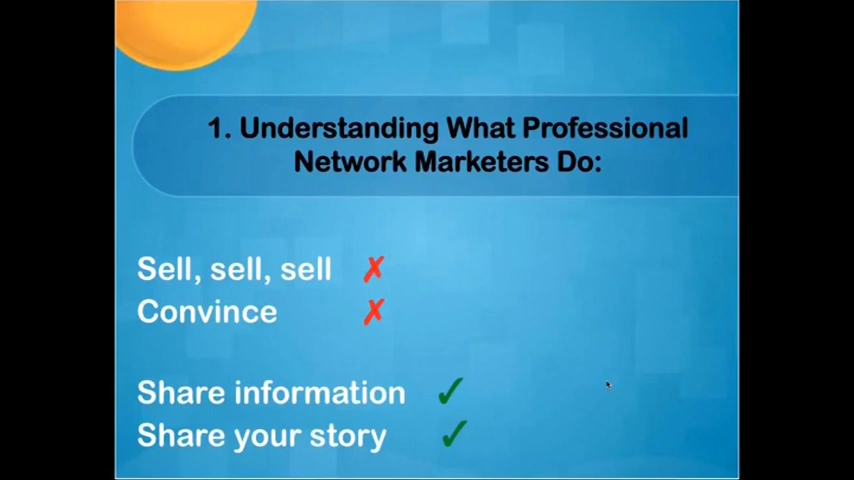 1. Understanding What Professional
Network Marketers Do:
Sell, sell, sell ✗
Convince ✗
Share information ✓
Share your story ✓